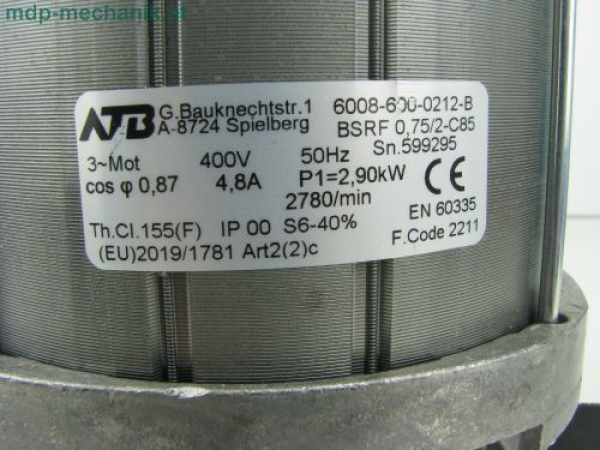 mdp-mechanik.at
ATB G.Bauknechtstr.1 6008-600-0212-B
A-8724 Spielberg BSRF 0,75/2-C85
Sn.599295
3~Mot 400V 50Hz
cos φ 0,87 4,8A P1=2,90kW CE
2780/min
Th.Cl.155(F) IP 00 S6-40% EN 60335
(EU)2019/1781 Art2(2)c F.Code 2211